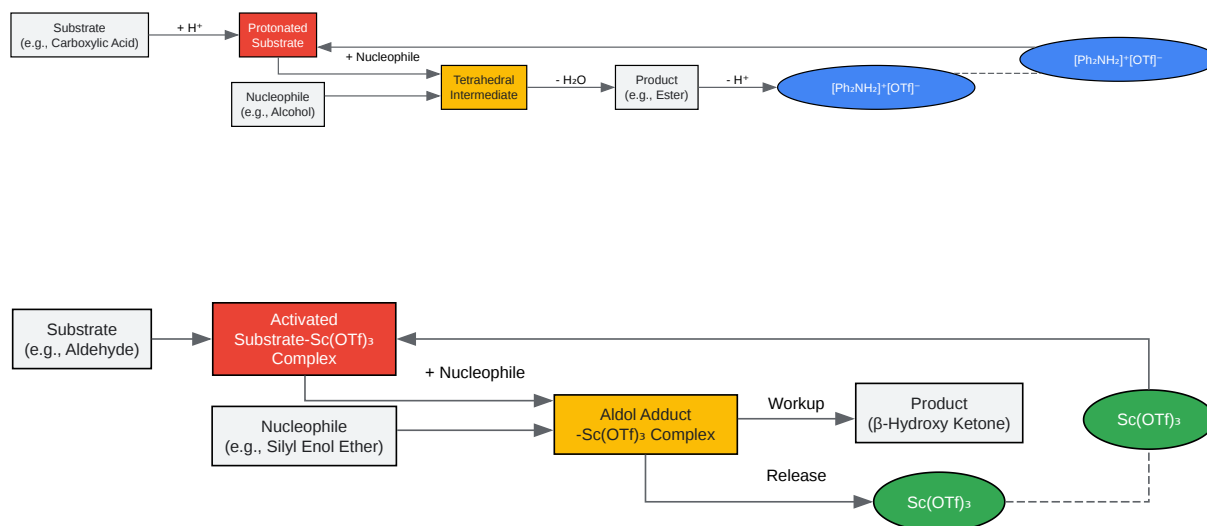 Substrate
(e.g., Carboxylic Acid)
+ H⁺
Protonated
Substrate
+ Nucleophile
Nucleophile
(e.g., Alcohol)
Tetrahedral
Intermediate
- H₂O
Product
(e.g., Ester)
- H⁺
[Ph₂NH₂]⁺[OTf]⁻
[Ph₂NH₂]⁺[OTf]⁻
Substrate
(e.g., Aldehyde)
Activated
Substrate-Sc(OTf)₃
Complex
+ Nucleophile
Nucleophile
(e.g., Silyl Enol Ether)
Aldol Adduct
-Sc(OTf)₃ Complex
Workup
Product
(β-Hydroxy Ketone)
Release
Sc(OTf)₃
Sc(OTf)₃